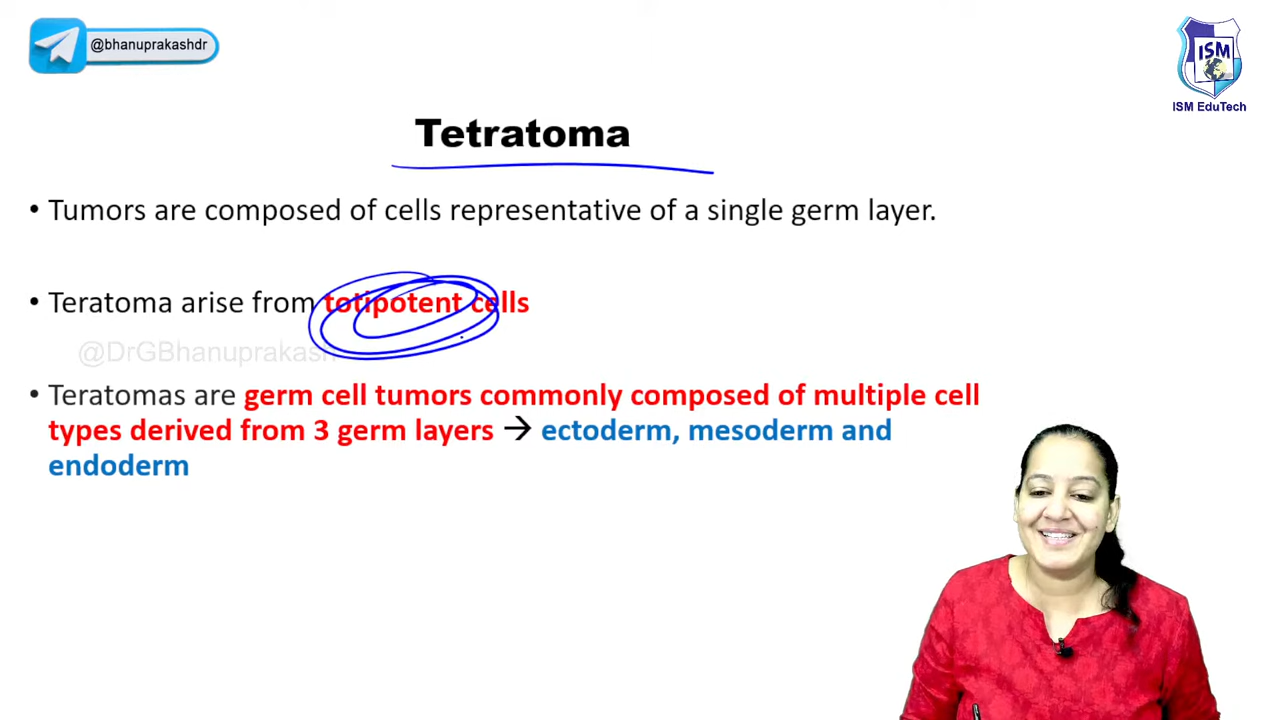 @bhanuprakashdr
ISM
ISM EduTech
Tetratoma
• Tumors are composed of cells representative of a single germ layer.
• Teratoma arise from totipotent cells
@DrGBhanuprakash
• Teratomas are germ cell tumors commonly composed of multiple cell
types derived from 3 germ layers → ectoderm, mesoderm and
endoderm